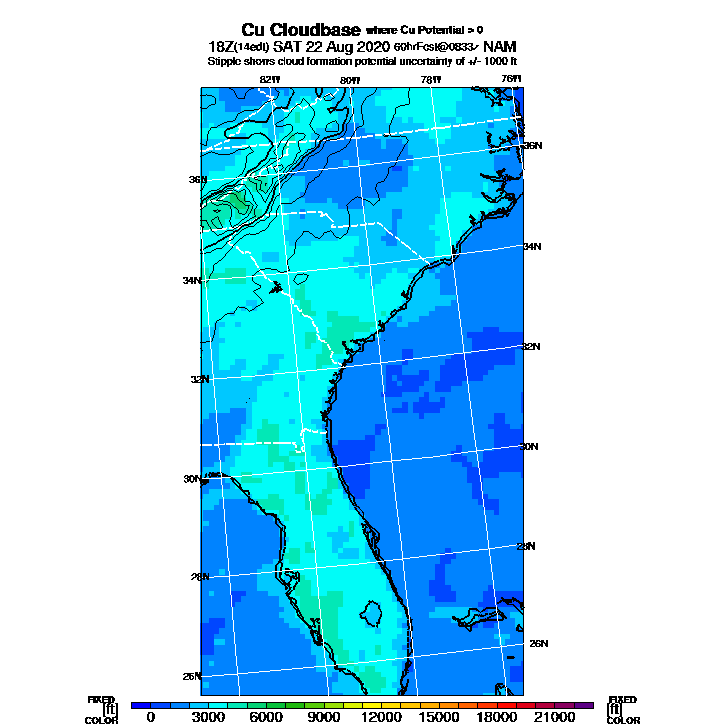 Cu Cloudbase where Cu Potential > 0
18Z(14edt) SAT 22 Aug 2020 60hrFcst@0833z NAM
Stipple shows cloud formation potential uncertainty of +/- 1000 ft
82W 80W 78W 76W
36N
36N
34N
34N
32N
32N
30N
30N
28N
28N
26N
26N
FIXED
[ft]
COLOR
0 3000 6000 9000 12000 15000 18000 21000
FIXED
[ft]
COLOR